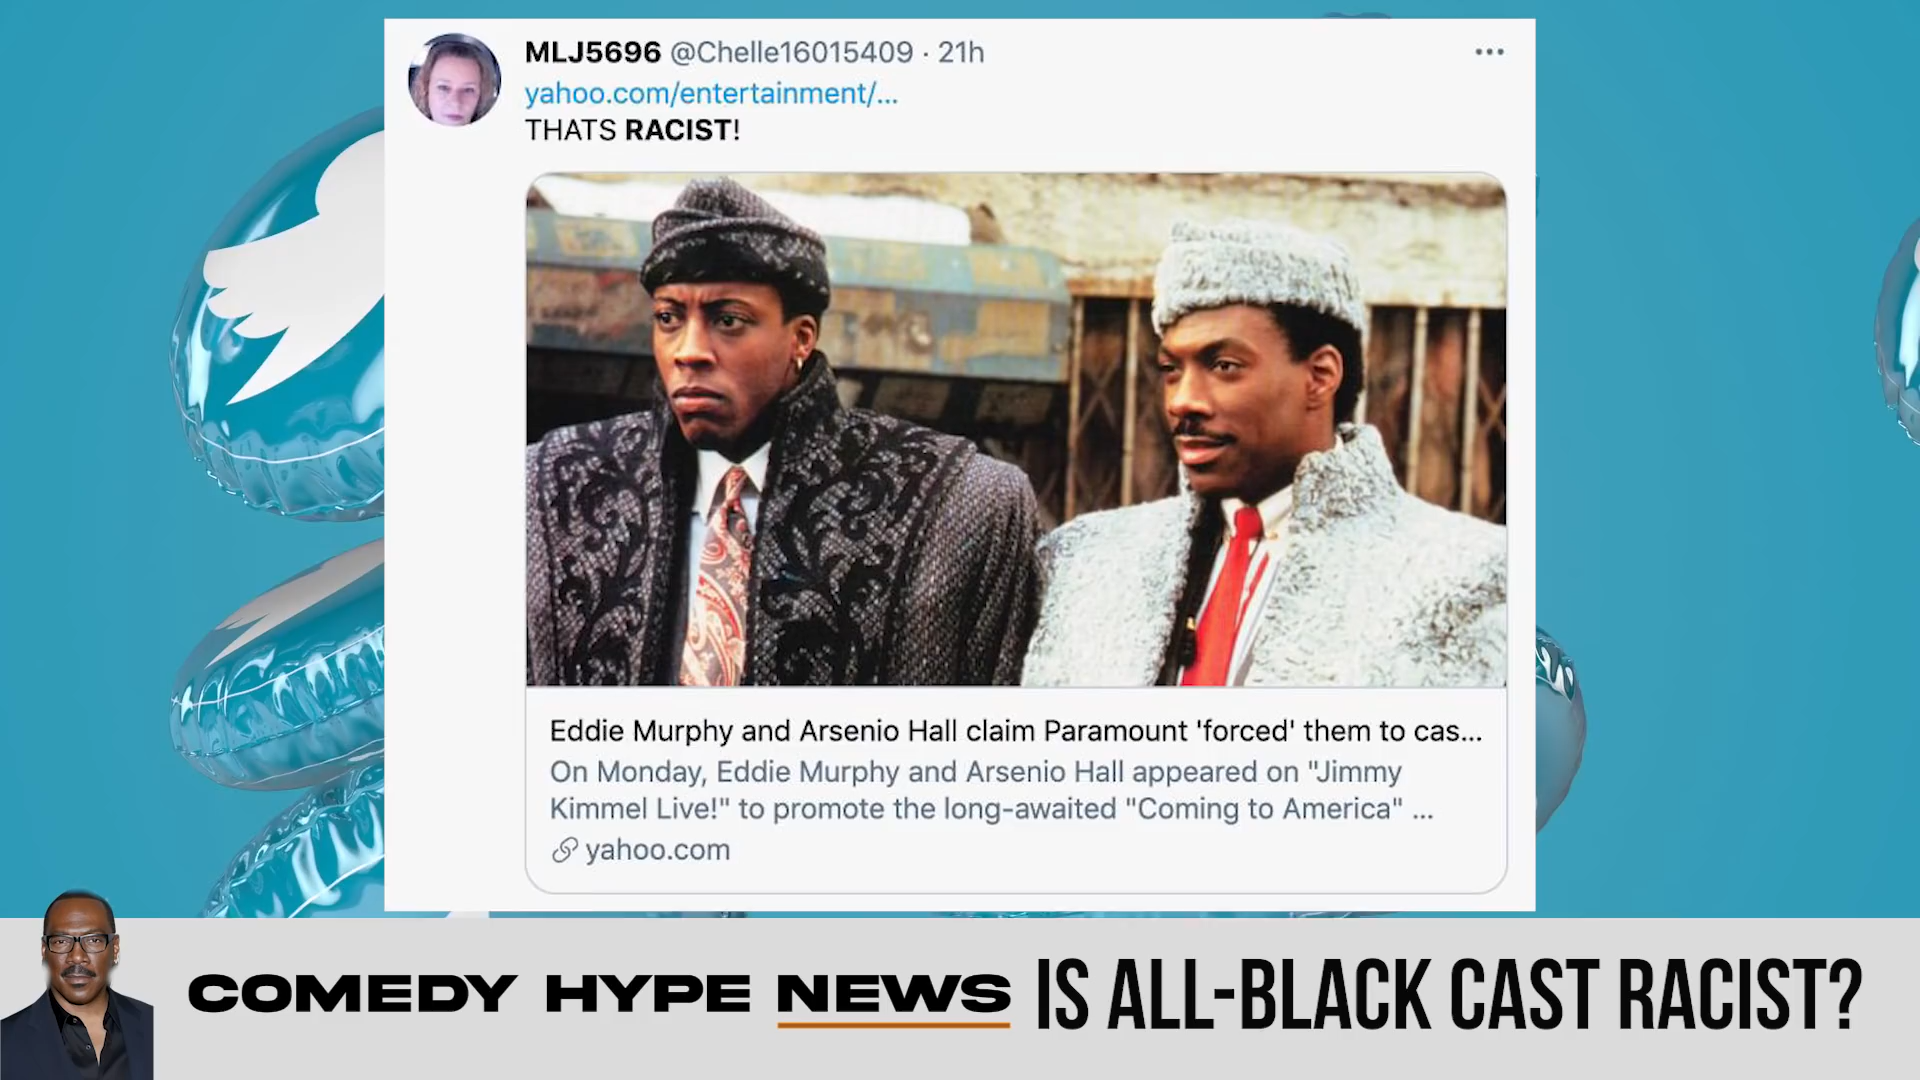 MLJ5696 @Chelle16015409 · 21h
yahoo.com/entertainment/...
THATS RACIST!
Eddie Murphy and Arsenio Hall claim Paramount 'forced' them to cas...
On Monday, Eddie Murphy and Arsenio Hall appeared on "Jimmy
Kimmel Live!" to promote the long-awaited "Coming to America" ...
yahoo.com
COMEDY HYPE NEWS IS ALL-BLACK CAST RACIST?